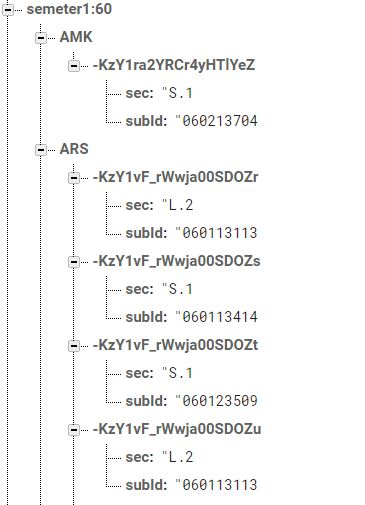 semeter1:60
AMK
-KzY1ra2YRCr4yHTlYeZ
sec: "S.1
subId: "060213704
ARS
-KzY1vF_rWwja00SDOZr
sec: "L.2
subId: "060113113
-KzY1vF_rWwja00SDOZs
sec: "S.1
subId: "060113414
-KzY1vF_rWwja00SDOZt
sec: "S.1
subId: "060123509
-KzY1vF_rWwja00SDOZu
sec: "L.2
subId: "060113113